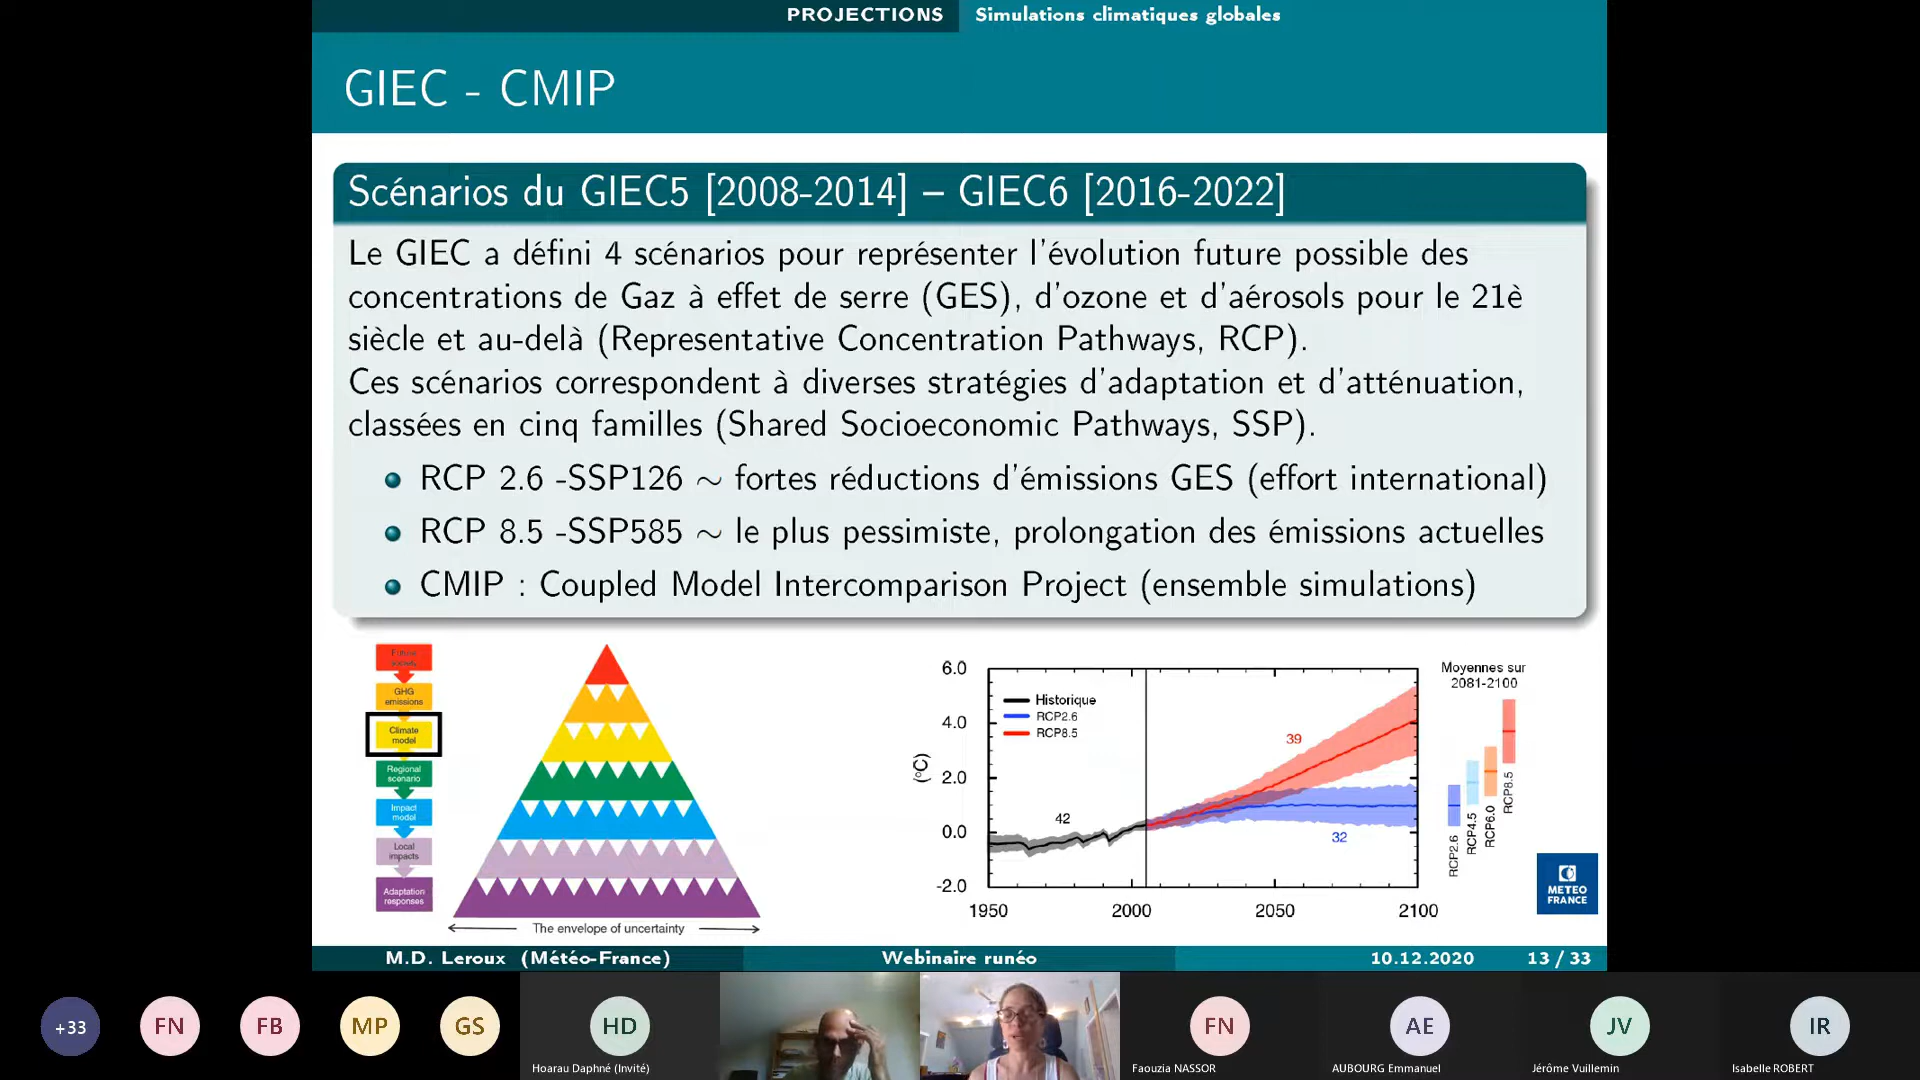 PROJECTIONS
Simulations climatiques globales
GIEC - CMIP
Scénarios du GIEC5 [2008-2014] – GIEC6 [2016-2022]
Le GIEC a défini 4 scénarios pour représenter l'évolution future possible des
concentrations de Gaz à effet de serre (GES), d'ozone et d'aérosols pour le 21è
siècle et au-delà (Representative Concentration Pathways, RCP).
Ces scénarios correspondent à diverses stratégies d'adaptation et d'atténuation,
classées en cinq familles (Shared Socioeconomic Pathways, SSP).
RCP 2.6 -SSP126 ∼ fortes réductions d'émissions GES (effort international)
RCP 8.5 -SSP585 ∼ le plus pessimiste, prolongation des émissions actuelles
CMIP : Coupled Model Intercomparison Project (ensemble simulations)
Future
society
GHG
emissions
Climate
model
Regional
scenario
Impact
model
Local
impacts
Adaptation
responses
The envelope of uncertainty
6.0
4.0
2.0
0.0
-2.0
(°C)
Historique
RCP2.6
RCP8.5
42
39
32
1950
2000
2050
2100
Moyennes sur
2081-2100
RCP2.6
RCP4.5
RCP6.0
RCP8.5
METEO
FRANCE
M.D. Leroux (Météo-France)
Webinaire runéo
10.12.2020
13 / 33
+33
FN
FB
MP
GS
HD
Hoarau Daphné (Invité)
FN
Faouzia NASSOR
AE
AUBOURG Emmanuel
JV
Jérôme Vuillemin
IR
Isabelle ROBERT